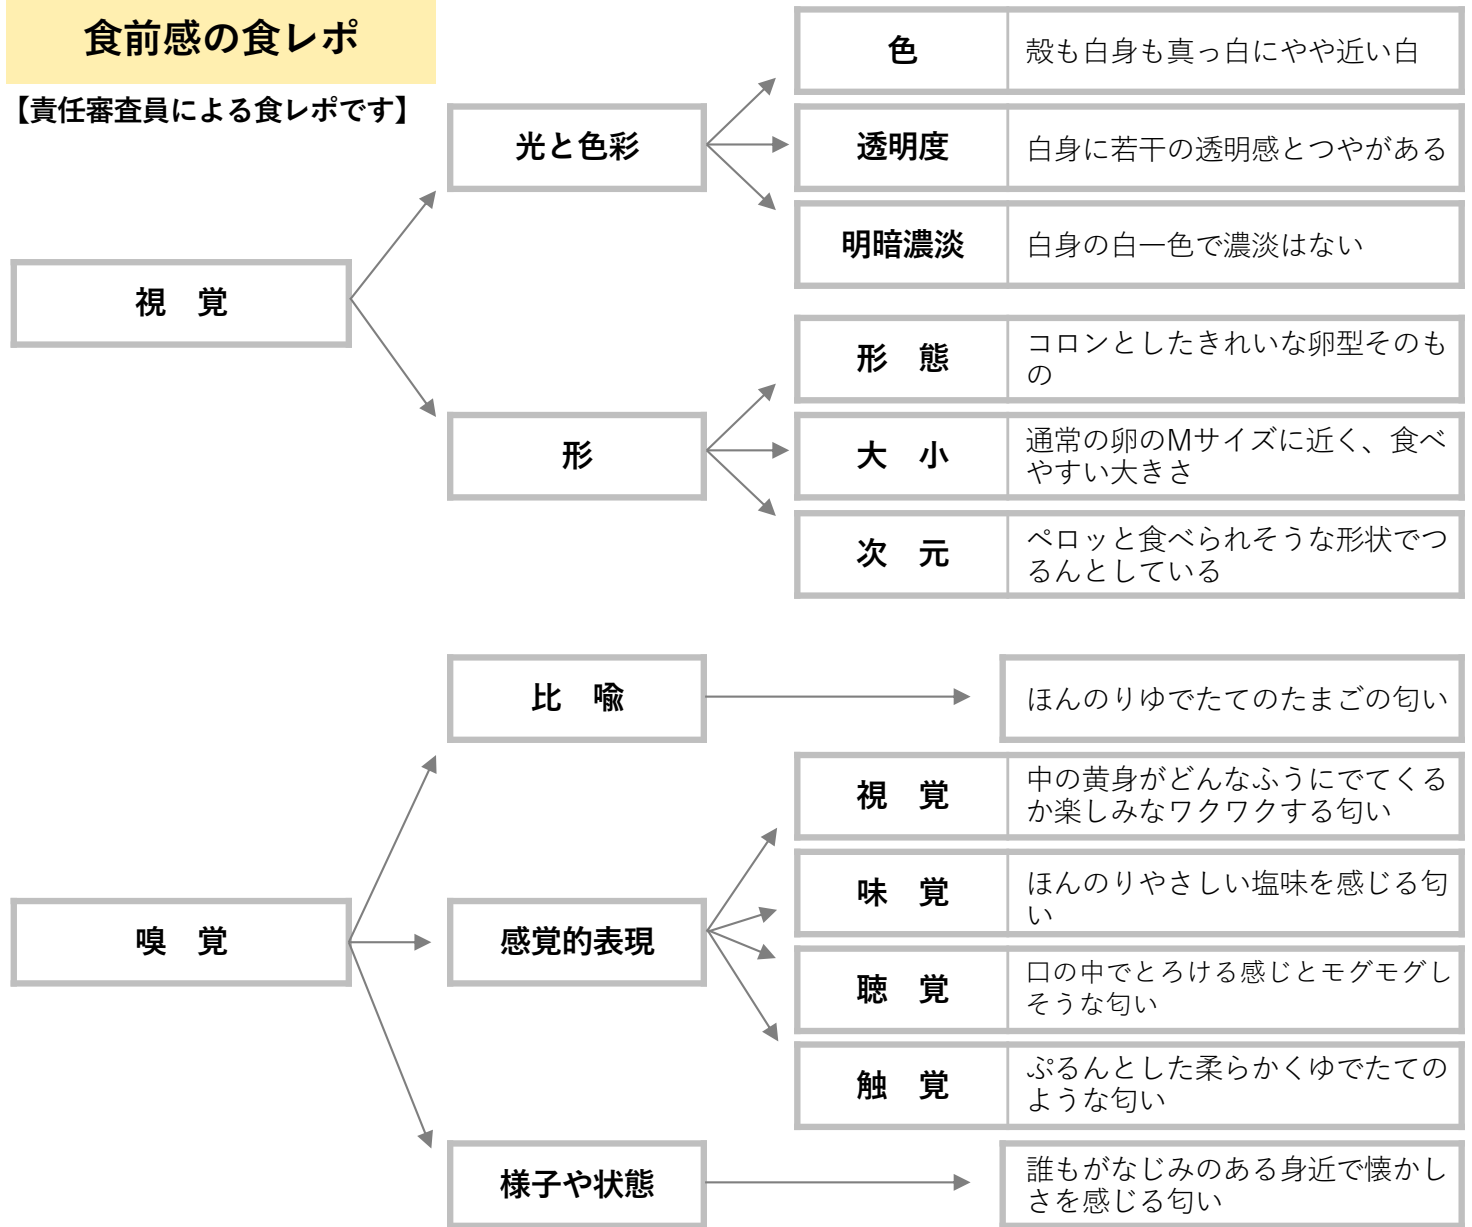 食前感の食レポ
【責任審査員による食レポです】
視　覚
光と色彩
色
殻も白身も真っ白にやや近い白
透明度
白身に若干の透明感とつやがある
明暗濃淡
白身の白一色で濃淡はない
形
形　態
コロンとしたきれいな卵型そのも
の
大　小
通常の卵のMサイズに近く、食べ
やすい大きさ
次　元
ペロッと食べられそうな形状でつ
るんとしている
嗅　覚
比　喩
ほんのりゆでたてのたまごの匂い
感覚的表現
視　覚
中の黄身がどんなふうにでてくる
か楽しみなワクワクする匂い
味　覚
ほんのりやさしい塩味を感じる匂
い
聴　覚
口の中でとろける感じとモグモグし
そうな匂い
触　覚
ぷるんとした柔らかくゆでたての
ような匂い
様子や状態
誰もがなじみのある身近で懐かし
さを感じる匂い